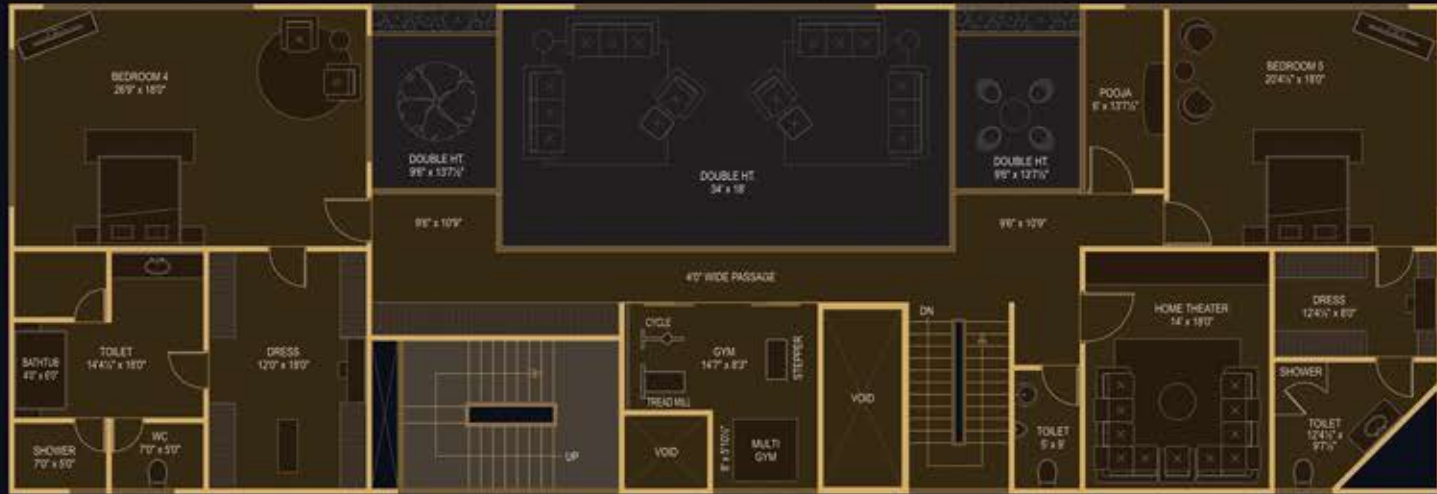 BEDROOM 4
26'9" x 18'0"
DOUBLE HT.
9'6" x 13'7½"
DOUBLE HT.
34' x 18'
DOUBLE HT.
9'6" x 13'7½"
POOJA
6' x 13'7½"
BEDROOM 5
20'4½" x 18'0"
9'6" x 10'9"
9'6" x 10'9"
4'0" WIDE PASSAGE
BATHTUB
4'0" x 6'0"
TOILET
14'4½" x 18'0"
DRESS
12'0" x 18'0"
SHOWER
7'0" x 5'0"
WC
7'0" x 5'0"
UP
CYCLE
GYM
14'7" x 8'3"
STEPPER
TREAD MILL
VOID
8' x 5'10½"
MULTI
GYM
VOID
DN
TOILET
5' x 9'
HOME THEATER
14' x 18'0"
DRESS
12'4½" x 8'0"
SHOWER
TOILET
12'4½" x
9'7½"